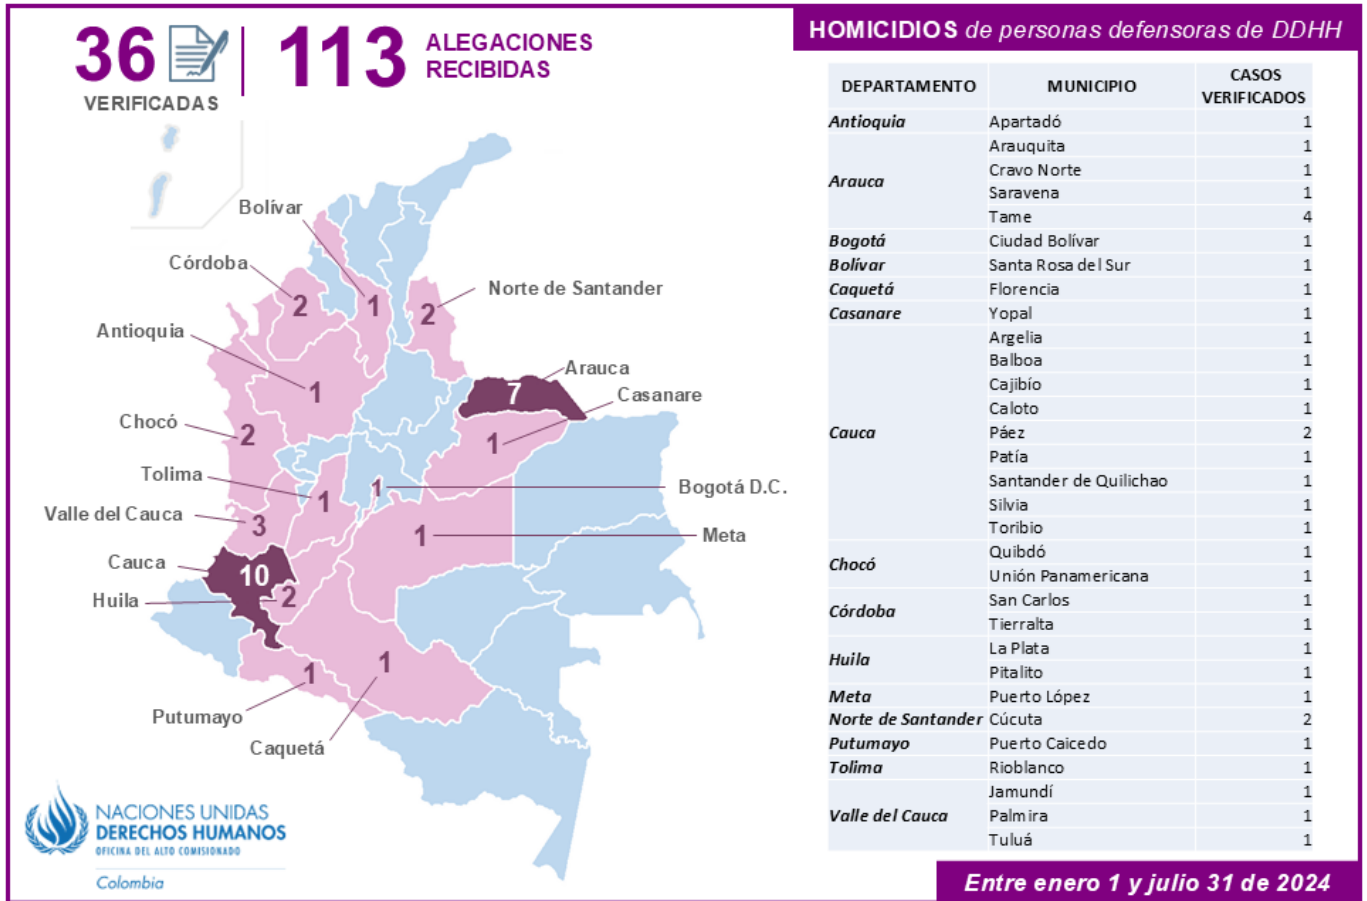 36
VERIFICADAS
113
ALEGACIONES
RECIBIDAS
HOMICIDIOS de personas defensoras de DDHH
Bolívar
Córdoba
Antioquia
Chocó
Tolima
Valle del Cauca
Cauca
Huila
Putumayo
Caquetá
Norte de Santander
Arauca
Casanare
Bogotá D.C.
Meta
2
1
2
1
7
1
2
1
1
3
1
10
2
1
1
DEPARTAMENTO MUNICIPIO CASOS
VERIFICADOS
Antioquia Apartadó 1
Arauca Arauquita 1
Cravo Norte 1
Saravena 1
Tame 4
Bogotá Ciudad Bolívar 1
Bolívar Santa Rosa del Sur 1
Caquetá Florencia 1
Casanare Yopal 1
Cauca Argelia 1
Balboa 1
Cajibío 1
Caloto 1
Páez 2
Patía 1
Santander de Quilichao 1
Silvia 1
Toribio 1
Chocó Quibdó 1
Unión Panamericana 1
Córdoba San Carlos 1
Tierralta 1
Huila La Plata 1
Pitalito 1
Meta Puerto López 1
Norte de Santander Cúcuta 2
Putumayo Puerto Caicedo 1
Tolima Rioblanco 1
Valle del Cauca Jamundí 1
Palmira 1
Tuluá 1
NACIONES UNIDAS
DERECHOS HUMANOS
OFICINA DEL ALTO COMISIONADO
Colombia
Entre enero 1 y julio 31 de 2024